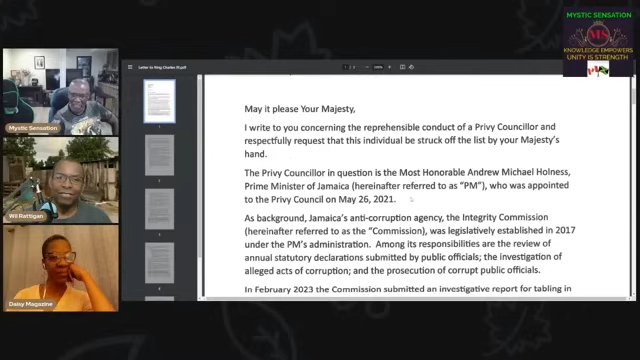 MYSTIC SENSATION
MS
KNOWLEDGE EMPOWERS
UNITY IS STRENGTH
Letter to King Charles III.pdf
May it please Your Majesty,
I write to you concerning the reprehensible conduct of a Privy Councillor and
respectfully request that this individual be struck off the list by your Majesty's
hand.
The Privy Councillor in question is the Most Honorable Andrew Michael Holness,
Prime Minister of Jamaica (hereinafter referred to as "PM"), who was appointed
to the Privy Council on May 26, 2021.
As background, Jamaica's anti-corruption agency, the Integrity Commission
(hereinafter referred to as the "Commission), was legislatively established in 2017
under the PM's administration. Among its responsibilities are the review of
annual statutory declarations submitted by public officials; the investigation of
alleged acts of corruption; and the prosecution of corrupt public officials.
In February 2023 the Commission submitted an investigative report for tabling in
Mystic Sensation
Wil Rattigan
Daisy Magazine